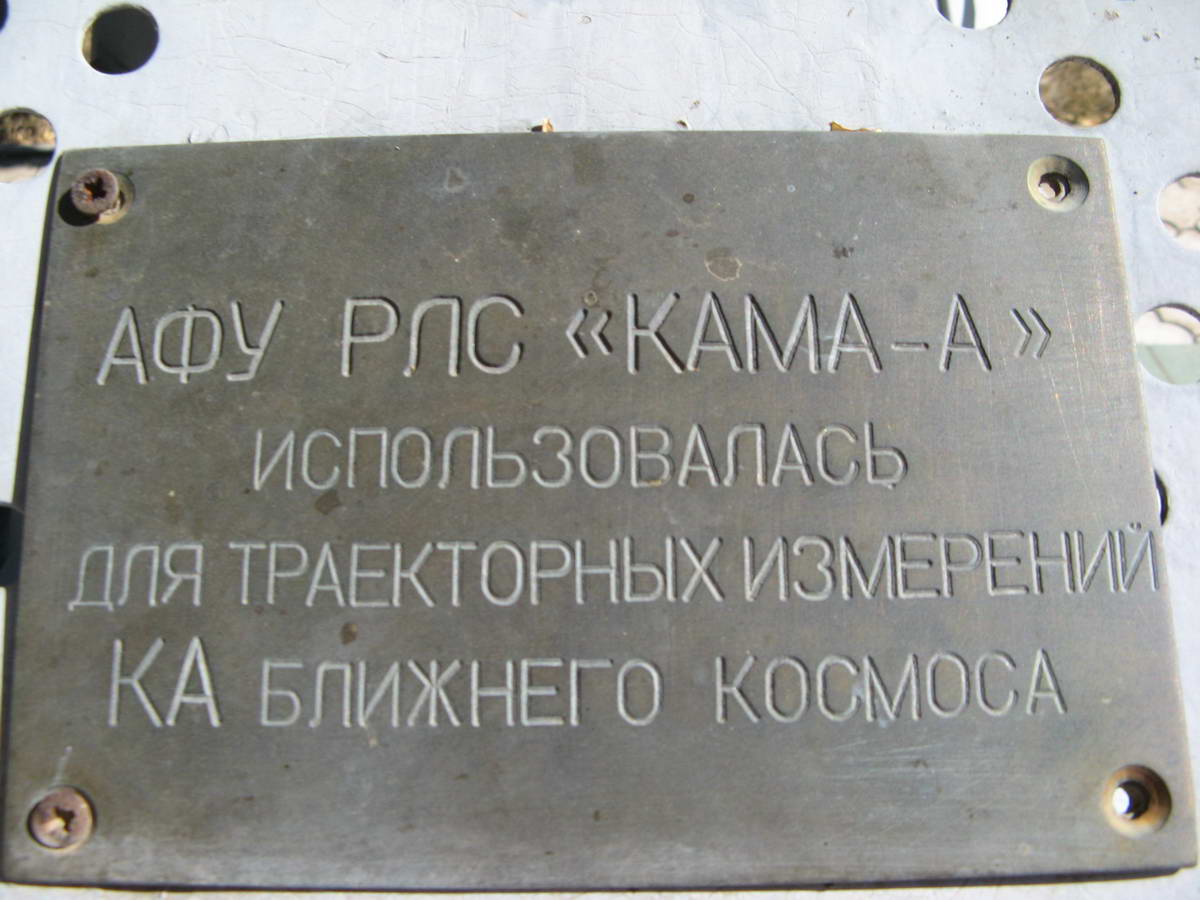 АФУ РЛС «КАМА-А»
ИСПОЛЬЗОВАЛАСЬ
ДЛЯ ТРАЕКТОРНЫХ ИЗМЕРЕНИЙ
КА БЛИЖНЕГО КОСМОСА